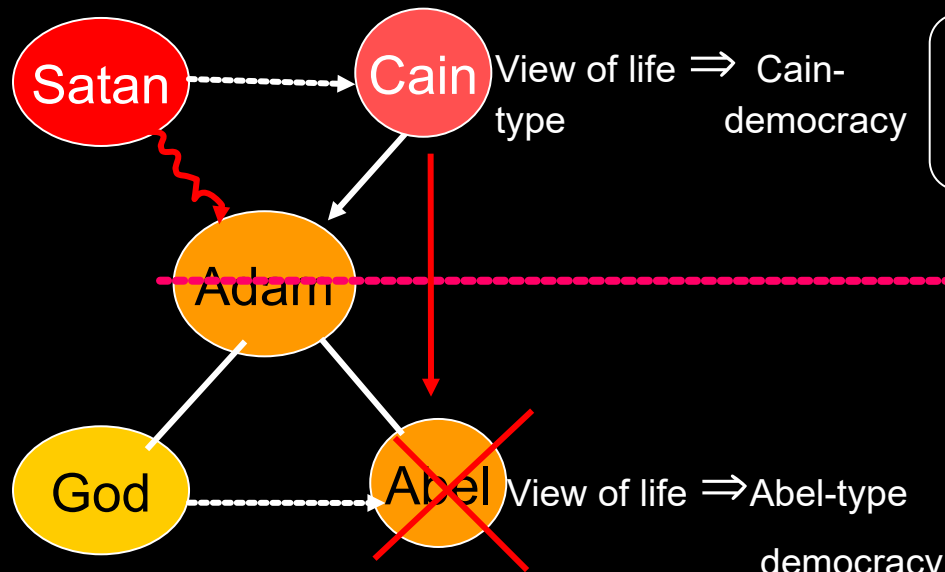 Satan
Cain
View of life ⇒ Cain-
type democracy
Adam
God
Abel
View of life ⇒Abel-type
democracy